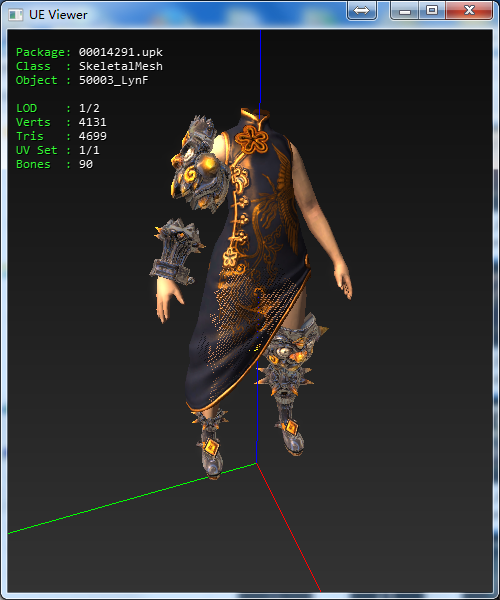 UE Viewer
Package: 00014291.upk
Class : SkeletalMesh
Object : 50003_LynF
LOD : 1/2
Verts : 4131
Tris : 4699
UV Set : 1/1
Bones : 90